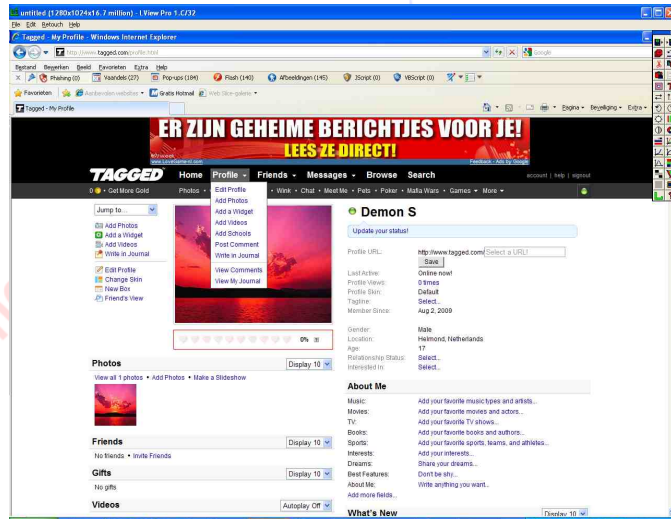 untitled (1280x1024x16.7 million) - LView Pro 1.C/32
File Edit Retouch Help
Tagged - My Profile - Windows Internet Explorer
http://www.tagged.com/profile.html
Google
Bestand Bewerken Beeld Favorieten Extra Help
Phishing (0) Vaandels (27) Pop-ups (184) Flash (140) Afbeeldingen (145) JScript (0) VBScript (0)
Favorieten Aanbevolen websites Gratis Hotmail Web Slice-galerie
Tagged - My Profile
Pagina Beveiliging Extra
ER ZIJN GEHEIME BERICHTJES VOOR JE!
LEES ZE DIRECT!
www.LoveGame-nl.com
Feedback - Ads by Google
TAGGED Home Profile Friends Messages Browse Search
account | help | signout
0 • Get More Gold Photos • Wink • Chat • Meet Me • Pets • Poker • Mafia Wars • Games • More
Jump to...
Add Photos
Add a Widget
Add Videos
Write in Journal
Edit Profile
Change Skin
New Box
Friend's View
Edit Profile
Add Photos
Add a Widget
Add Videos
Add Schools
Post Comment
Write in Journal
View Comments
View My Journal
0%
Demon S
Update your status!
Profile URL: http://www.tagged.com/ Select a URL!
Save
Last Active: Online now!
Profile Views: 0 times
Profile Skin: Default
Tagline: Select...
Member Since: Aug 2, 2009
Gender: Male
Location: Helmond, Netherlands
Age: 17
Relationship Status: Select...
Interested In: Select...
Photos Display 10
View all 1 photos • Add Photos • Make a Slideshow
Friends Display 10
No friends • Invite Friends
Gifts Display 10
No gifts
Videos Autoplay Off
About Me
Music: Add your favorite music types and artists...
Movies: Add your favorite movies and actors...
TV: Add your favorite TV shows...
Books: Add your favorite books and authors...
Sports: Add your favorite sports, teams, and athletes...
Interests: Add your interests...
Dreams: Share your dreams...
Best Features: Don't be shy...
About Me: Write anything you want...
Add more fields...
What's New Display 10